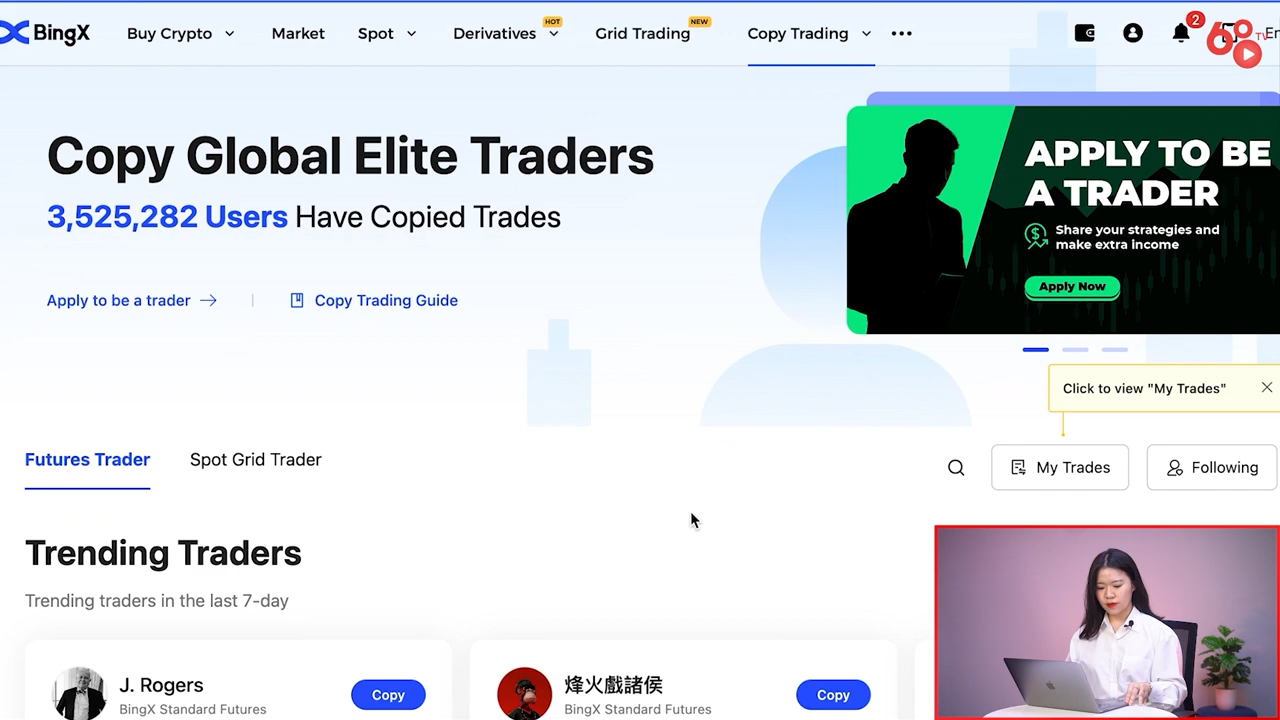 BingX
Buy Crypto
Market
Spot
Derivatives
HOT
Grid Trading
NEW
Copy Trading
2
En
68
TV
Copy Global Elite Traders
3,525,282 Users Have Copied Trades
Apply to be a trader
Copy Trading Guide
APPLY TO BE
A TRADER
Share your strategies and
make extra income
Apply Now
Click to view "My Trades"
Futures Trader
Spot Grid Trader
My Trades
Following
Trending Traders
Trending traders in the last 7-day
J. Rogers
BingX Standard Futures
Copy
烽火戲諸侯
BingX Standard Futures
Copy